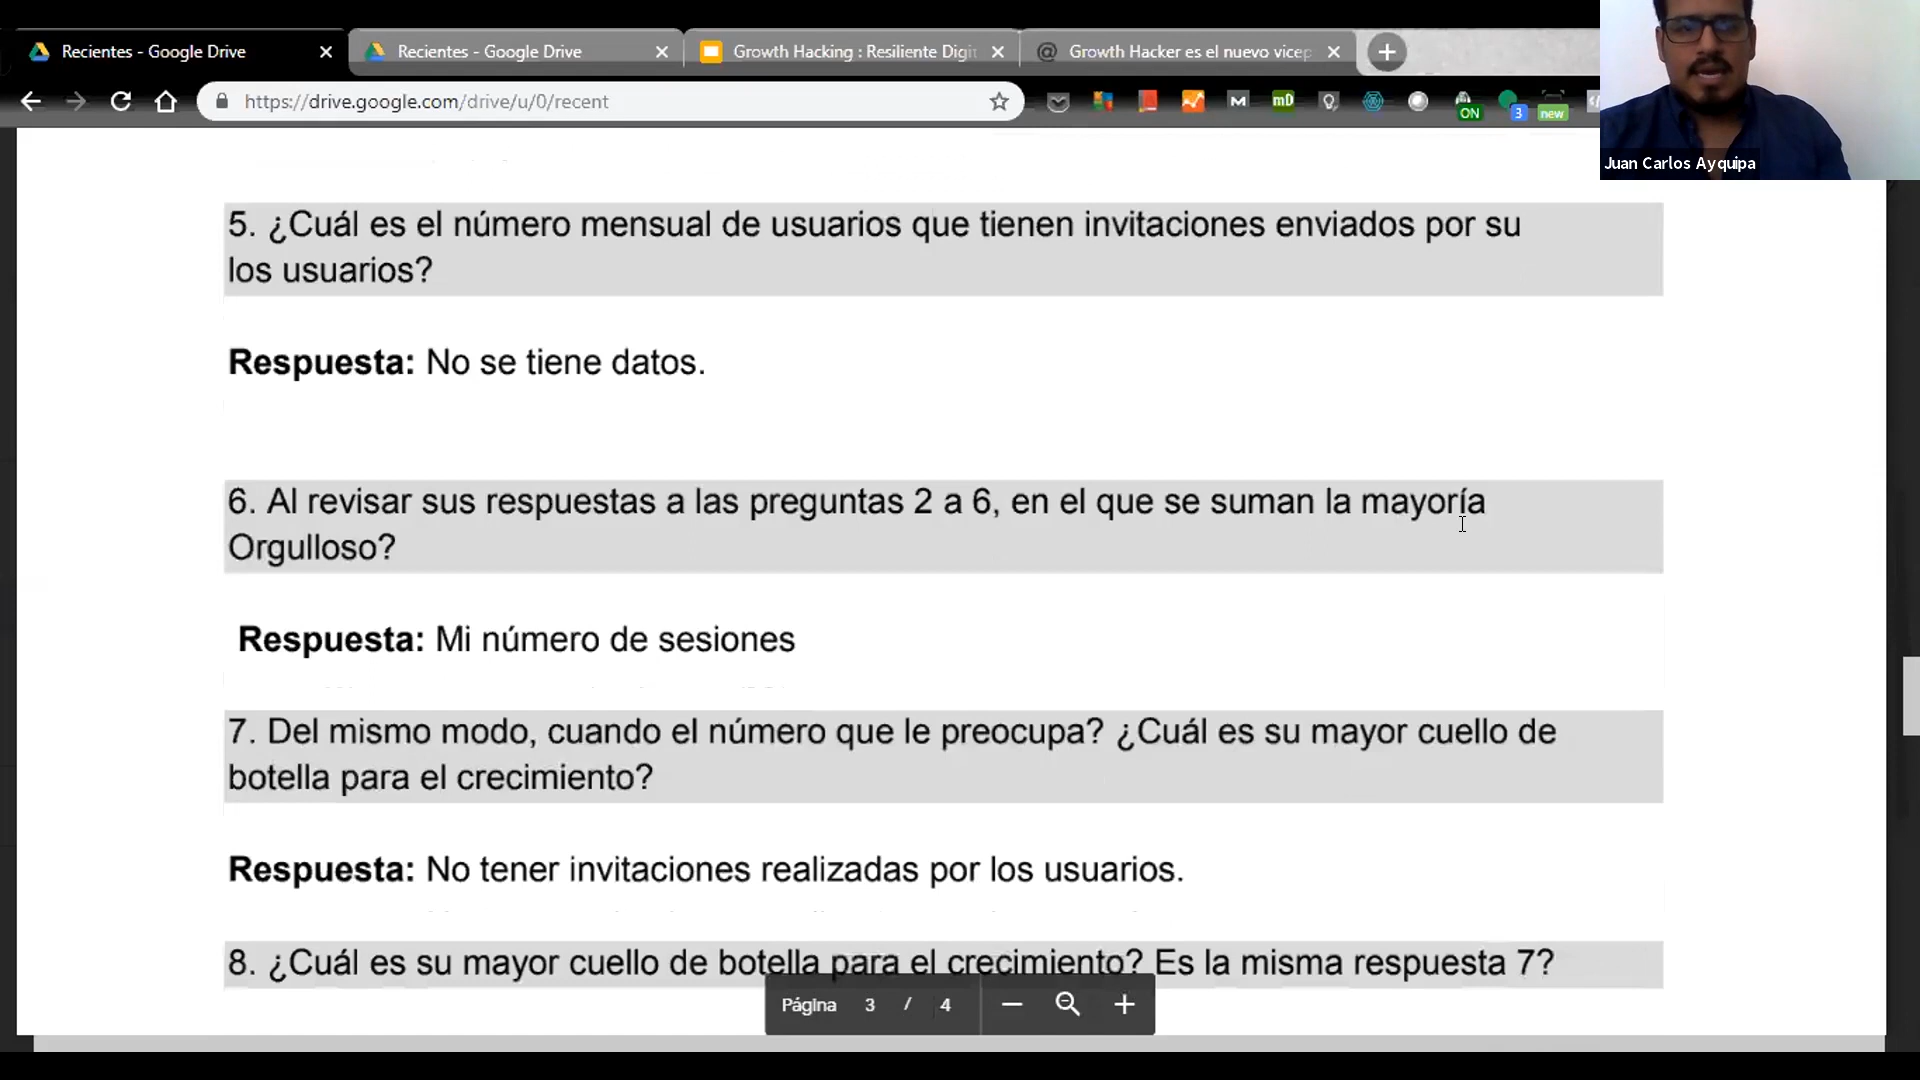 Recientes - Google Drive
Recientes - Google Drive
Growth Hacking : Resiliente Digit
Growth Hacker es el nuevo vicep
https://drive.google.com/drive/u/0/recent
M
mD
ON
3
new
Juan Carlos Ayquipa
5. ¿Cuál es el número mensual de usuarios que tienen invitaciones enviados por su
los usuarios?
Respuesta: No se tiene datos.
6. Al revisar sus respuestas a las preguntas 2 a 6, en el que se suman la mayoría
Orgulloso?
Respuesta: Mi número de sesiones
7. Del mismo modo, cuando el número que le preocupa? ¿Cuál es su mayor cuello de
botella para el crecimiento?
Respuesta: No tener invitaciones realizadas por los usuarios.
8. ¿Cuál es su mayor cuello de botella para el crecimiento? Es la misma respuesta 7?
Página 3 / 4